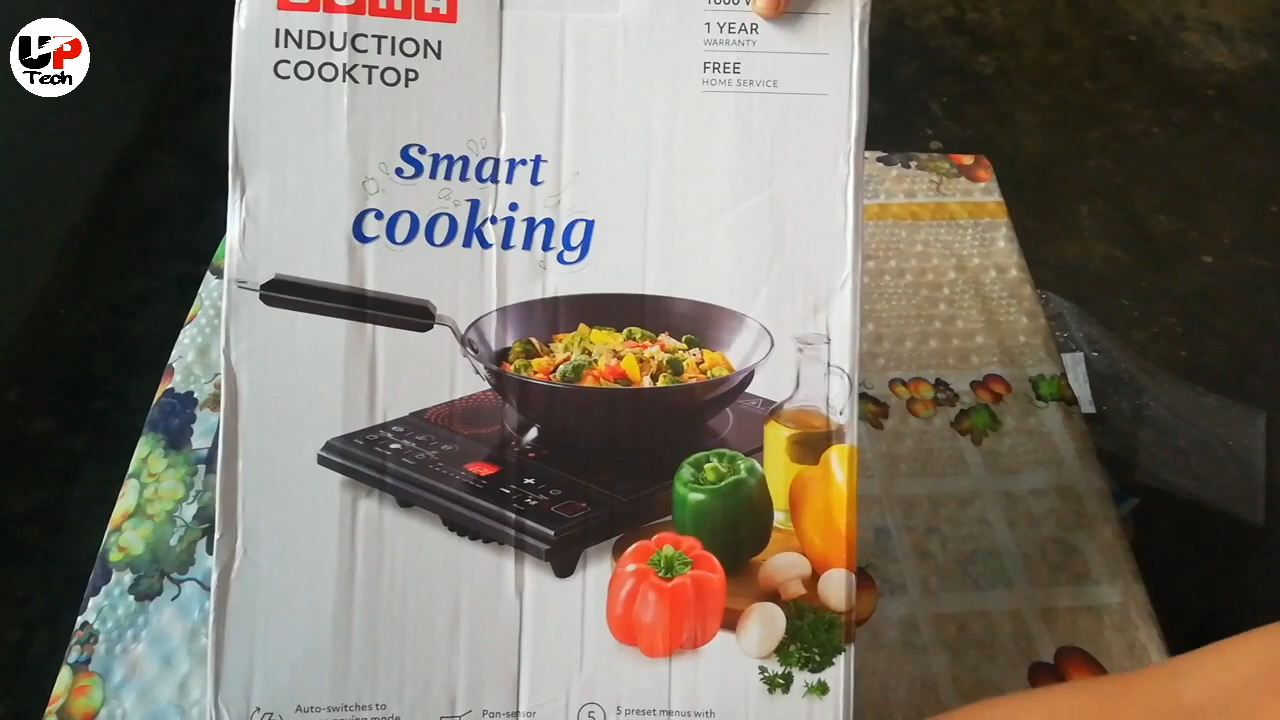 UP
Tech
INDUCTION
COOKTOP
1 YEAR
WARRANTY
FREE
HOME SERVICE
Smart
cooking
Auto-switches to
Pan-sensor
5
5 preset menus with